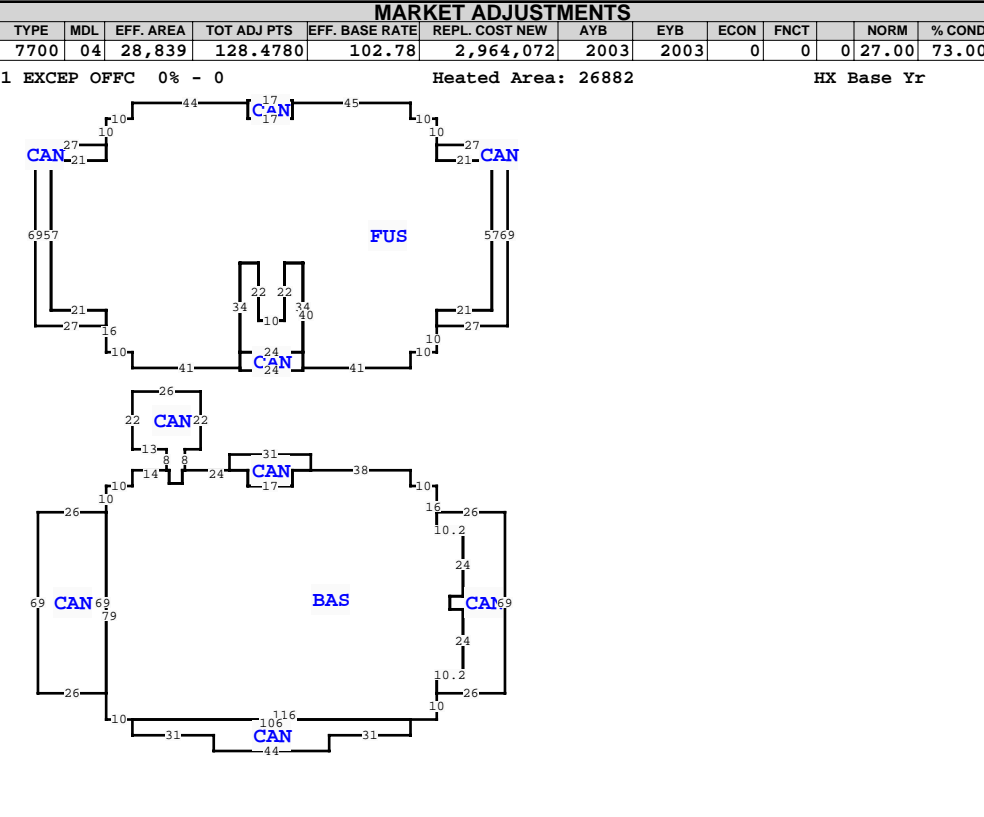 MARKET ADJUSTMENTS
TYPE MDL EFF. AREA TOT ADJ PTS EFF. BASE RATE REPL. COST NEW AYB EYB ECON FNCT NORM % COND
7700 04 28,839 128.4780 102.78 2,964,072 2003 2003 0 0 0 27.00 73.00
1 EXCEP OFFC 0% - 0 Heated Area: 26882 HX Base Yr
44 17 45
CAN
10 17 10
10 10
27 27
CAN CAN
21 21
69 57 FUS 57 69
22 22
34 34
40
10
21 21
27 27
16 10
10 24 10
CAN
41 24 41
26
22 CAN 22
13 31
8 8
14 24 CAN 38
10 17 10
10 16
26 26
10.2
24
69 CAN 69 BAS CAN 69
79
24
10.2
26 26
10
10 116
106
31 CAN 31
44